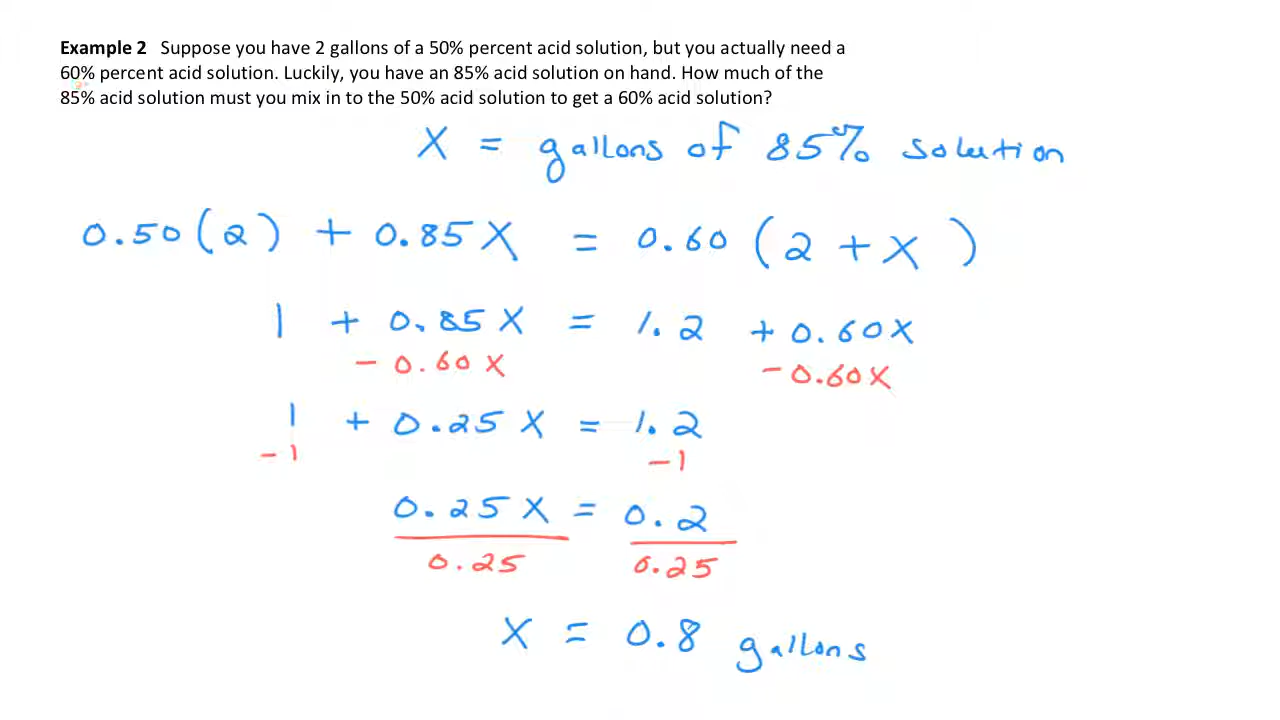 Example 2 Suppose you have 2 gallons of a 50% percent acid solution, but you actually need a
60% percent acid solution. Luckily, you have an 85% acid solution on hand. How much of the
85% acid solution must you mix in to the 50% acid solution to get a 60% acid solution?
X = gallons of 85% solution
0.50(2) + 0.85X = 0.60(2 + X)
1 + 0.85X = 1.2 + 0.60X
- 0.60X - 0.60X
1 + 0.25X = 1.2
-1 -1
0.25X = 0.2
0.25 0.25
X = 0.8 gallons